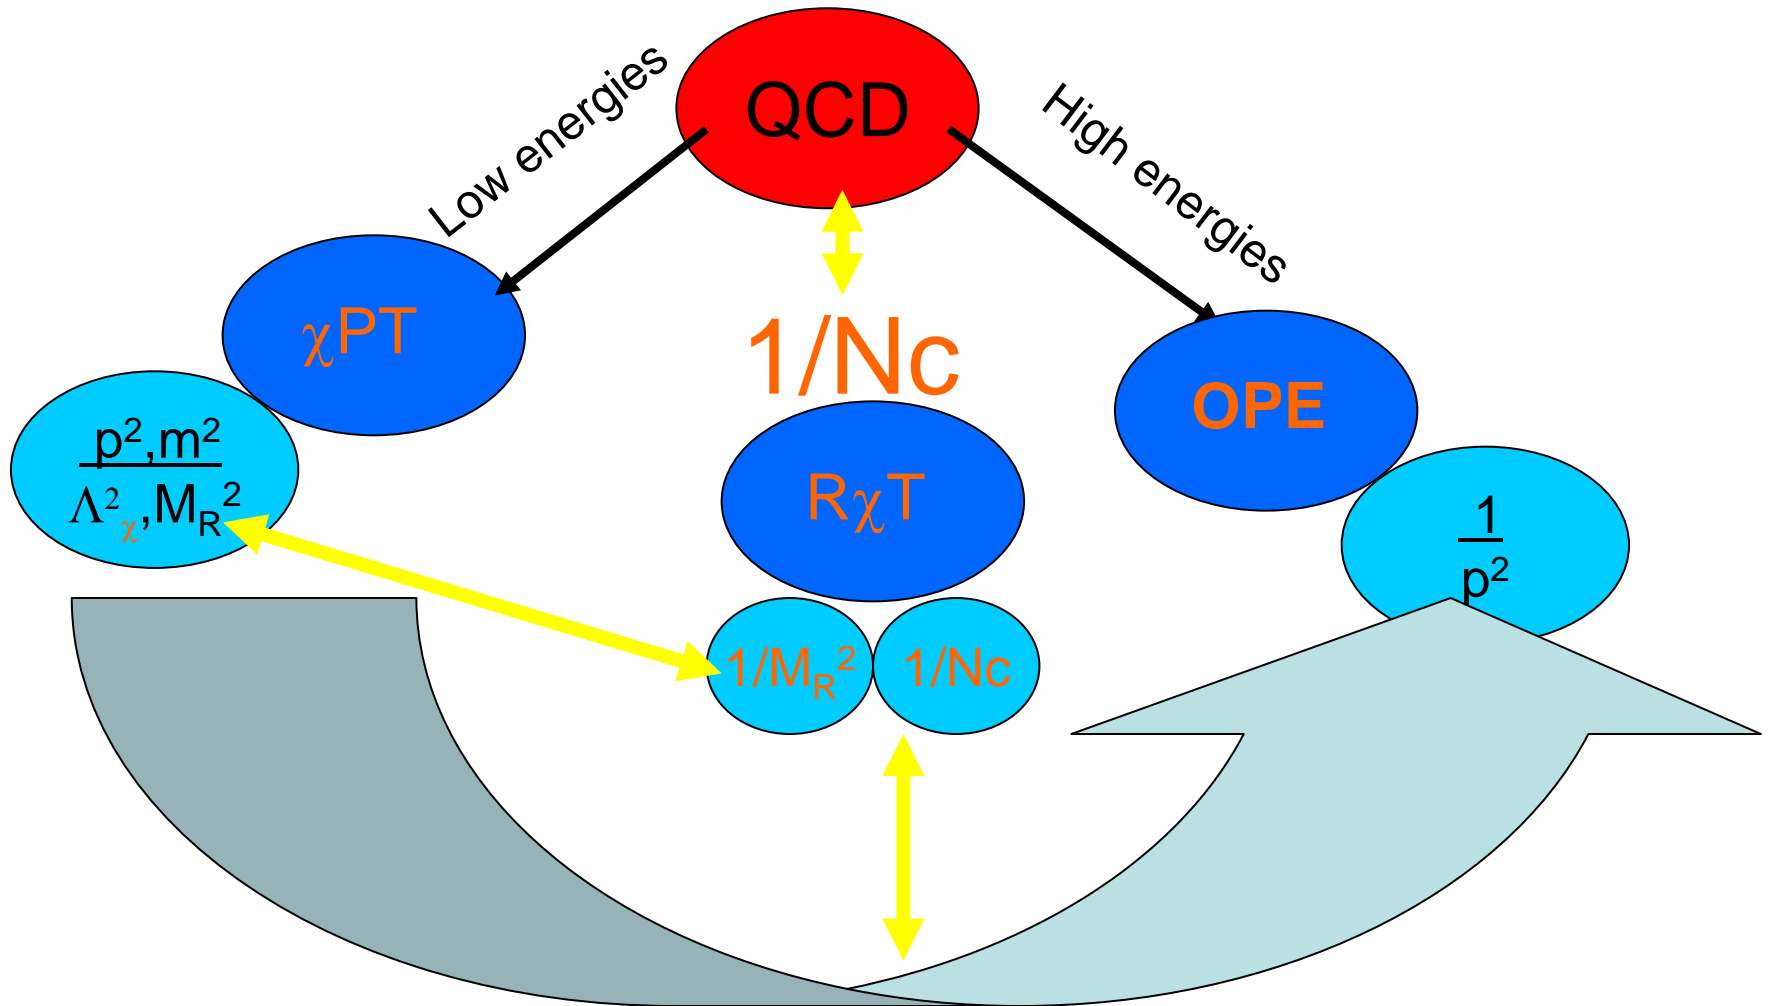 QCD
Low energies
High energies
χPT
1/Nc
OPE
p²,m²
Λ²χ,MR²
RχT
1
p²
1/MR²
1/Nc